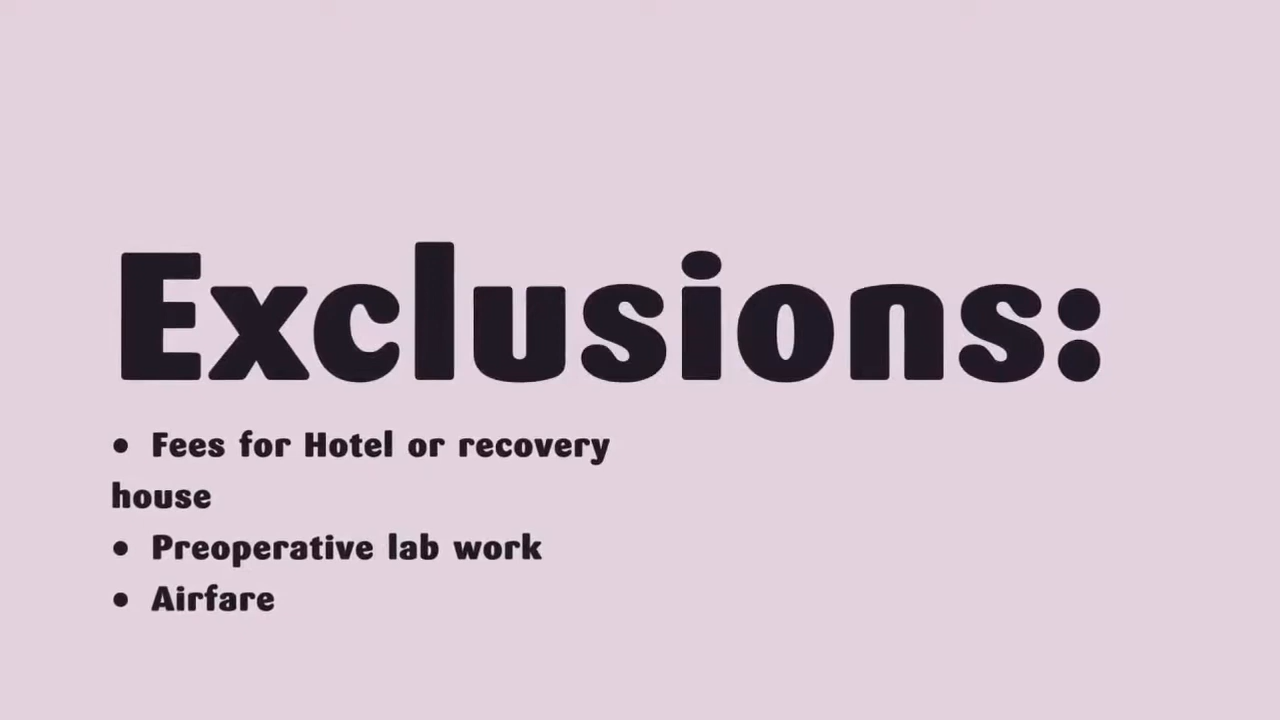 Exclusions:
• Fees for Hotel or recovery
house
• Preoperative lab work
• Airfare